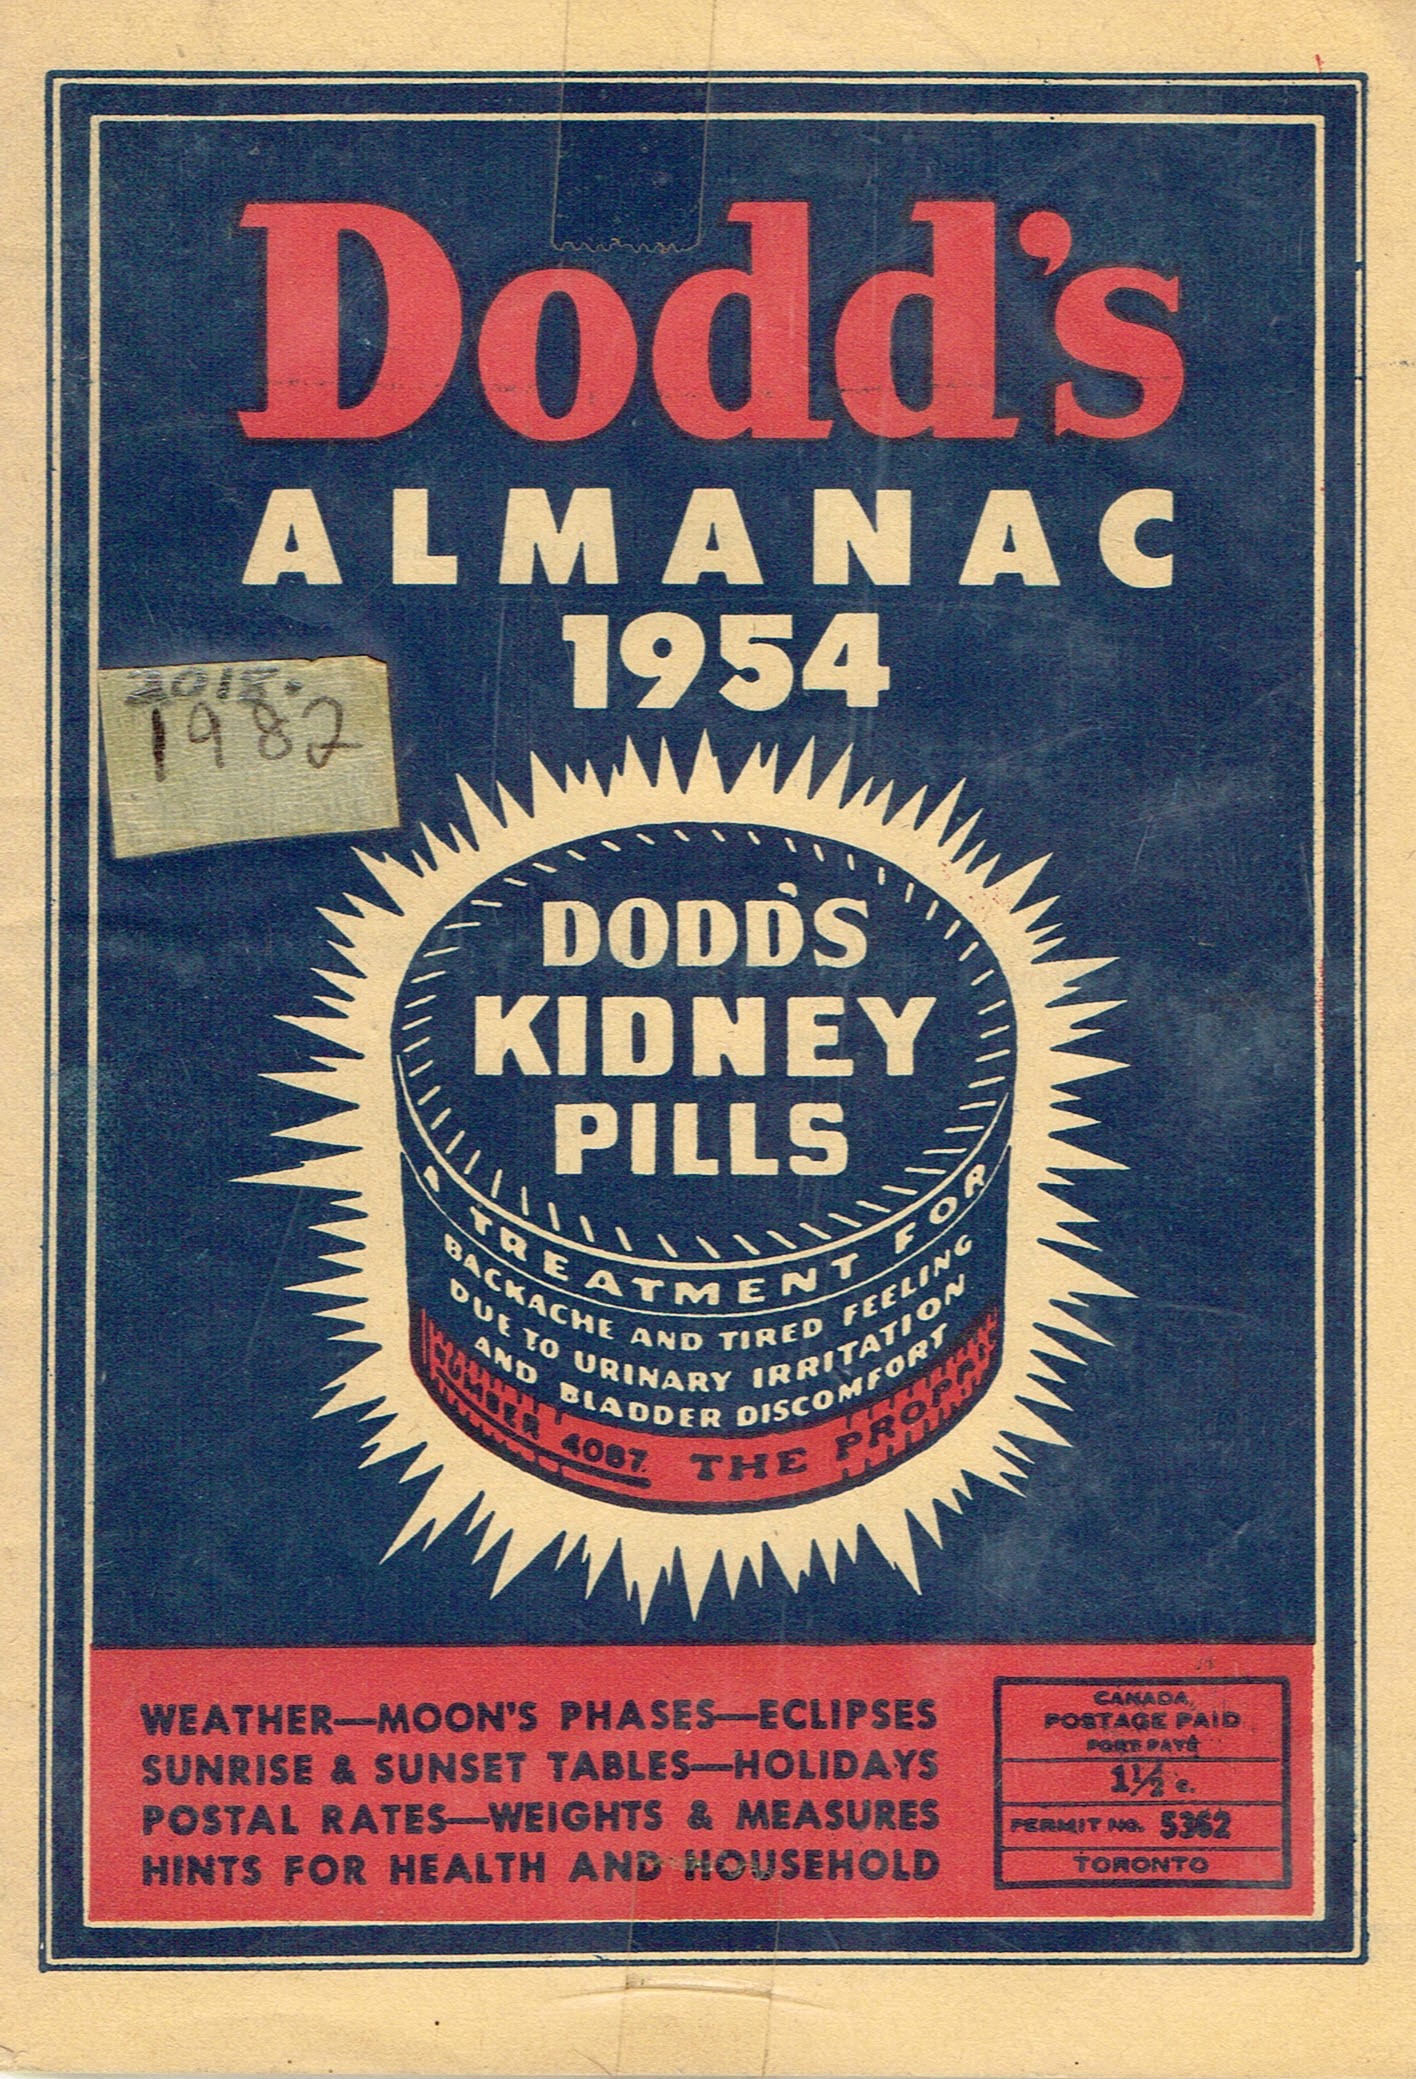 Dodd's
ALMANAC
1954
1982
DODD'S
KIDNEY
PILLS
A TREATMENT FOR
BACKACHE AND TIRED FEELING
DUE TO URINARY IRRITATION
AND BLADDER DISCOMFORT
UMBER 4087. THE PROP
WEATHER—MOON'S PHASES—ECLIPSES
SUNRISE & SUNSET TABLES—HOLIDAYS
POSTAL RATES—WEIGHTS & MEASURES
HINTS FOR HEALTH AND HOUSEHOLD
CANADA,
POSTAGE PAID
PORT PAYÉ
1½ c.
PERMIT NO. 5362
TORONTO